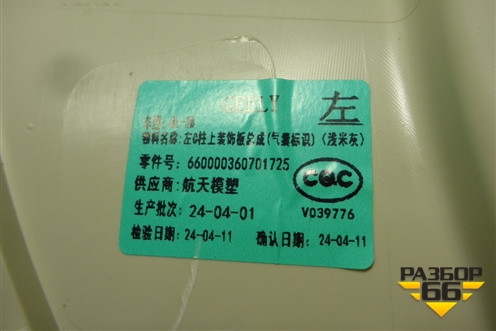 GEELY
左
物料名称:左C柱上装饰板总成(气囊标识)(浅米灰)
零件号:660000360701725
供应商:航天模塑
CQC
生产批次:24-04-01
V039776
检验日期:24-04-11 确认日期:24-04-11
РАЗБОР
66